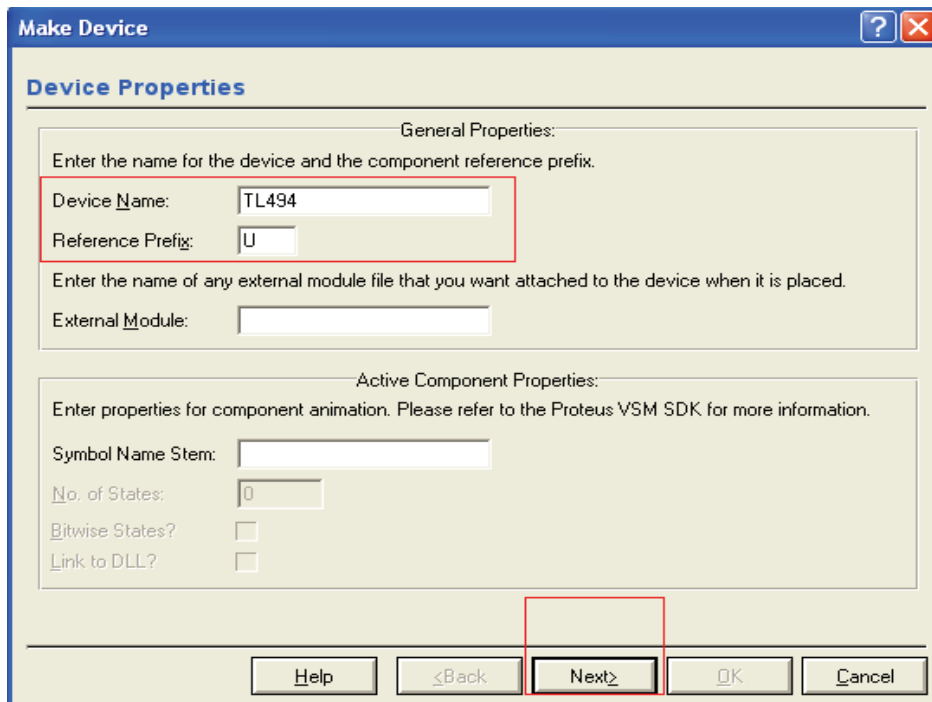 Make Device
Device Properties
General Properties:
Enter the name for the device and the component reference prefix.
Device Name: TL494
Reference Prefix: U
Enter the name of any external module file that you want attached to the device when it is placed.
External Module:
Active Component Properties:
Enter properties for component animation. Please refer to the Proteus VSM SDK for more information.
Symbol Name Stem:
No. of States: 0
Bitwise States?
Link to DLL?
Help <Back Next> OK Cancel